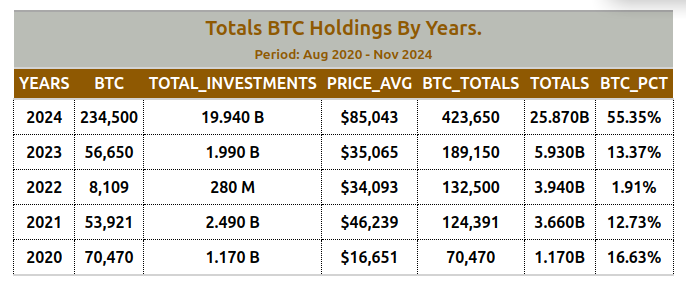 Totals BTC Holdings By Years.
Period: Aug 2020 - Nov 2024
YEARS BTC TOTAL_INVESTMENTS PRICE_AVG BTC_TOTALS TOTALS BTC_PCT
2024 234,500 19.940 B $85,043 423,650 25.870B 55.35%
2023 56,650 1.990 B $35,065 189,150 5.930B 13.37%
2022 8,109 280 M $34,093 132,500 3.940B 1.91%
2021 53,921 2.490 B $46,239 124,391 3.660B 12.73%
2020 70,470 1.170 B $16,651 70,470 1.170B 16.63%